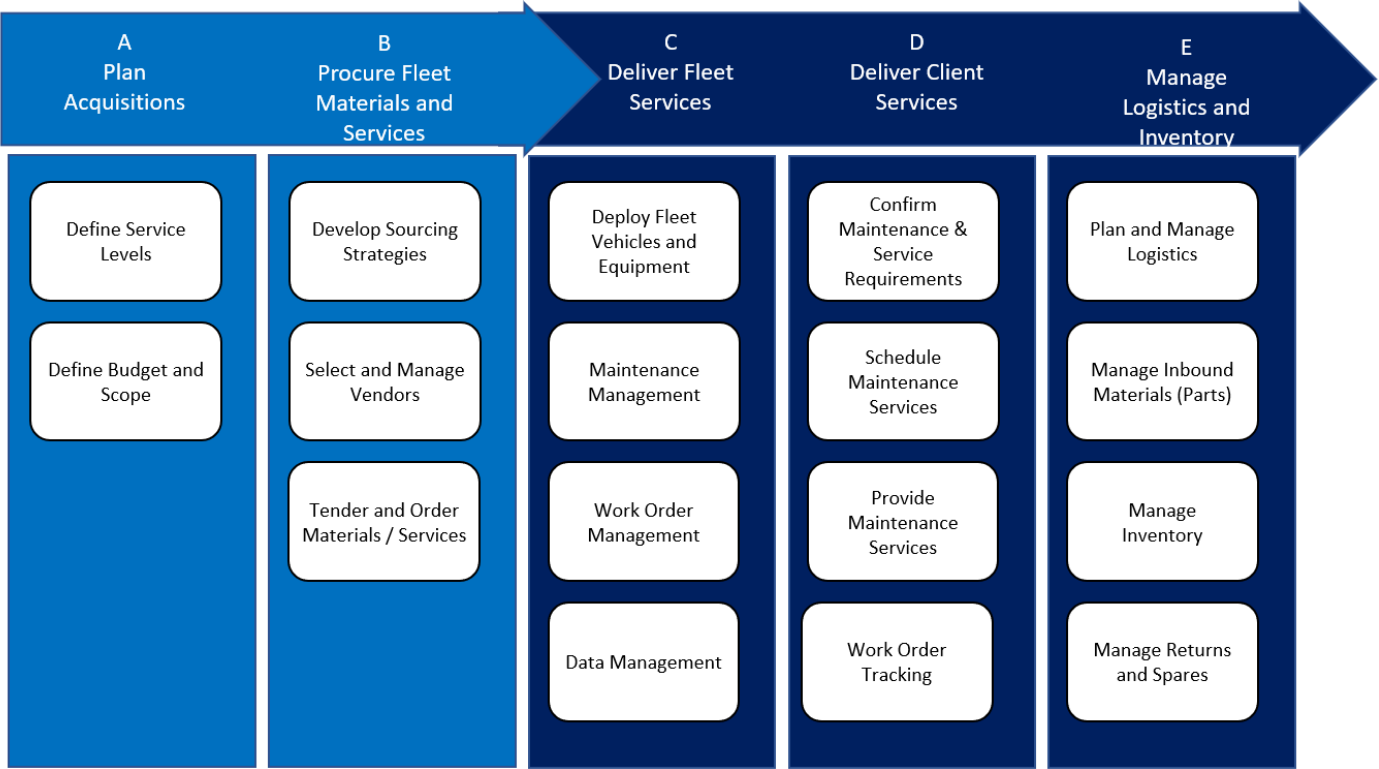 A
Plan
Acquisitions
B
Procure Fleet
Materials and
Services
C
Deliver Fleet
Services
D
Deliver Client
Services
E
Manage
Logistics and
Inventory
Define Service
Levels
Define Budget and
Scope
Develop Sourcing
Strategies
Select and Manage
Vendors
Tender and Order
Materials / Services
Deploy Fleet
Vehicles and
Equipment
Maintenance
Management
Work Order
Management
Data Management
Confirm
Maintenance &
Service
Requirements
Schedule
Maintenance
Services
Provide
Maintenance
Services
Work Order
Tracking
Plan and Manage
Logistics
Manage Inbound
Materials (Parts)
Manage
Inventory
Manage Returns
and Spares